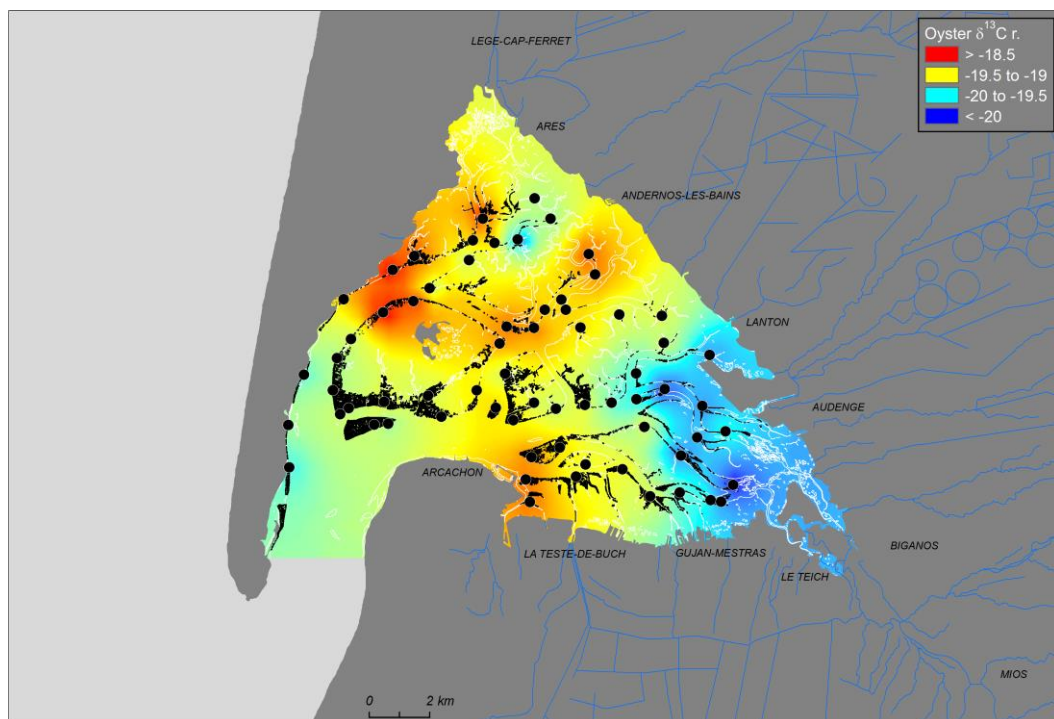 LEGE-CAP-FERRET
Oyster δ¹³C r.
> -18.5
-19.5 to -19
-20 to -19.5
< -20
ARES
ANDERNOS-LES-BAINS
LANTON
AUDENGE
ARCACHON
LA TESTE-DE-BUCH
GUJAN-MESTRAS
BIGANOS
LE TEICH
MIOS
0 2 km